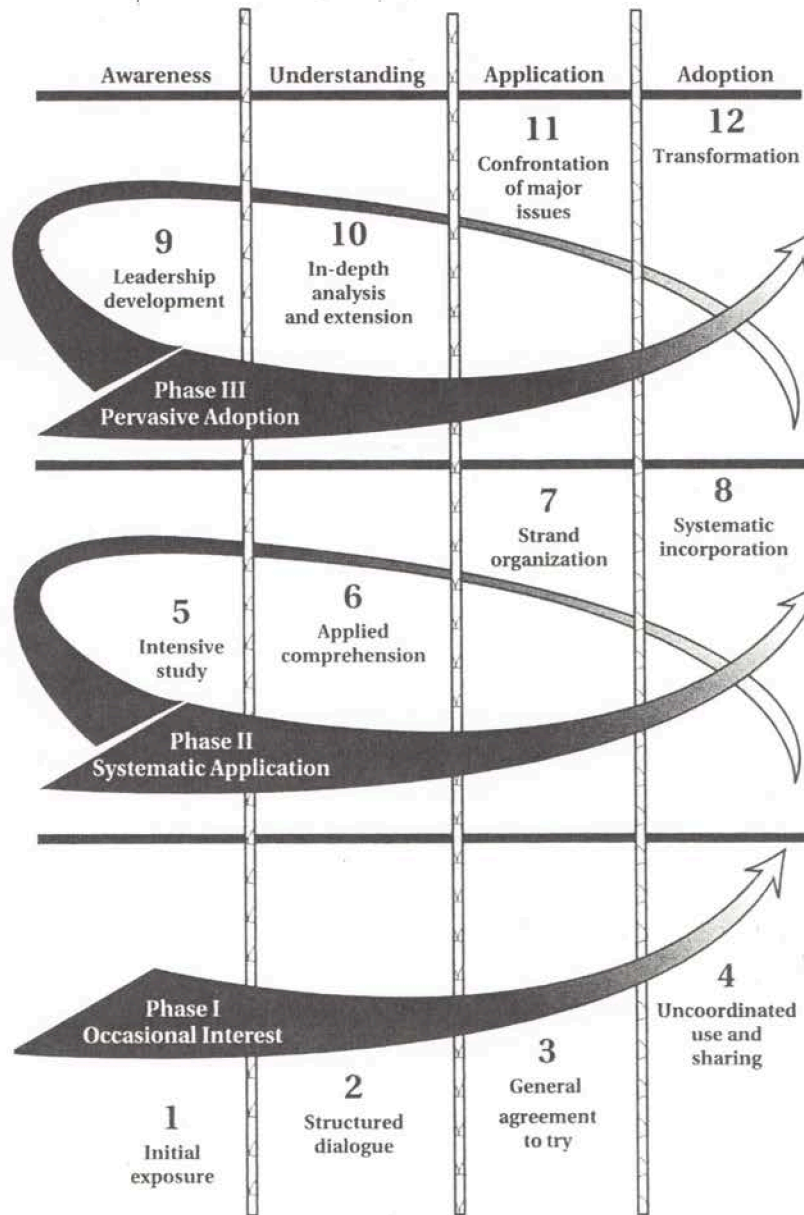 Awareness
Understanding
Application
Adoption
11
Confrontation
of major
issues
12
Transformation
9
Leadership
development
10
In-depth
analysis
and extension
Phase III
Pervasive Adoption
7
Strand
organization
8
Systematic
incorporation
5
Intensive
study
6
Applied
comprehension
Phase II
Systematic Application
Phase I
Occasional Interest
4
Uncoordinated
use and
sharing
3
General
agreement
to try
2
Structured
dialogue
1
Initial
exposure